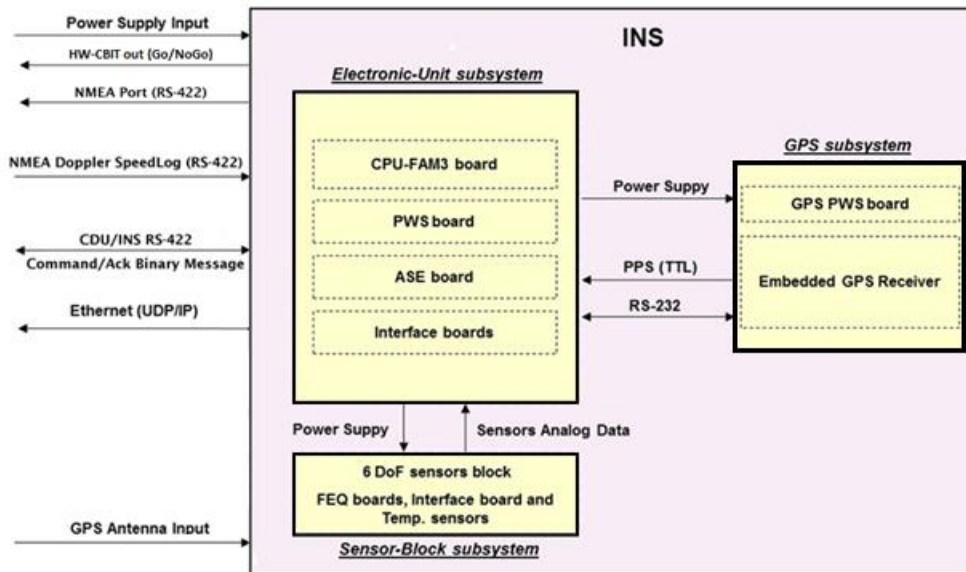 Power Supply Input
HW-CBIT out (Go/NoGo)
NMEA Port (RS-422)
NMEA Doppler SpeedLog (RS-422)
CDU/INS RS-422
Command/Ack Binary Message
Ethernet (UDP/IP)
GPS Antenna Input
INS
Electronic-Unit subsystem
CPU-FAM3 board
PWS board
ASE board
Interface boards
Power Suppy
PPS (TTL)
RS-232
GPS subsystem
GPS PWS board
Embedded GPS Receiver
Power Suppy
Sensors Analog Data
6 DoF sensors block
FEQ boards, Interface board and
Temp. sensors
Sensor-Block subsystem